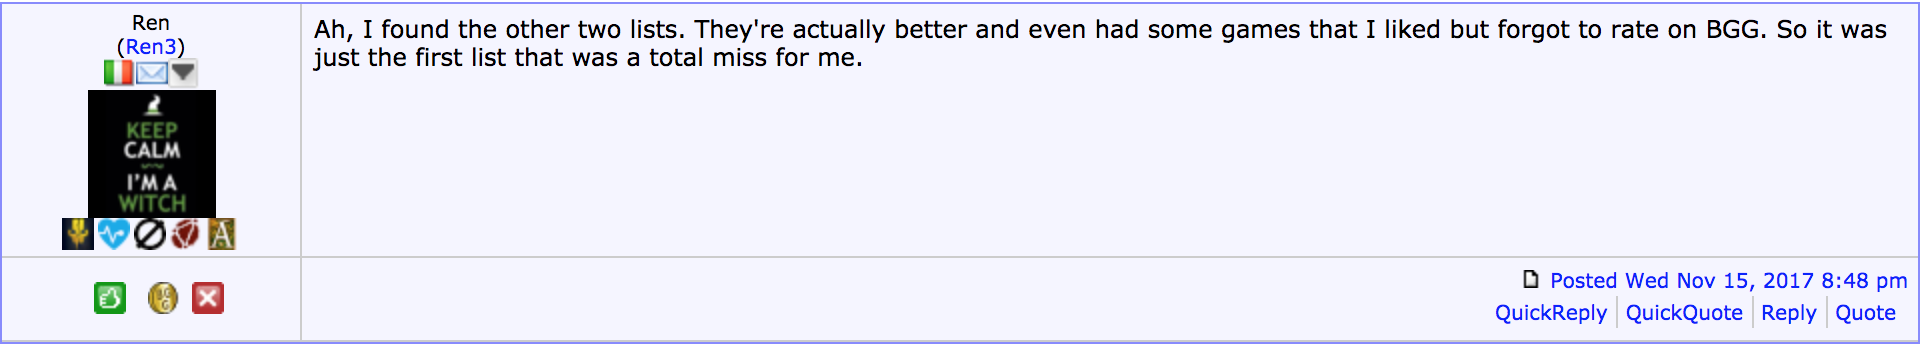 Ren
(Ren3)
KEEP
CALM
I'M A
WITCH
A
Ah, I found the other two lists. They're actually better and even had some games that I liked but forgot to rate on BGG. So it was
just the first list that was a total miss for me.
Posted Wed Nov 15, 2017 8:48 pm
QuickReply QuickQuote Reply Quote